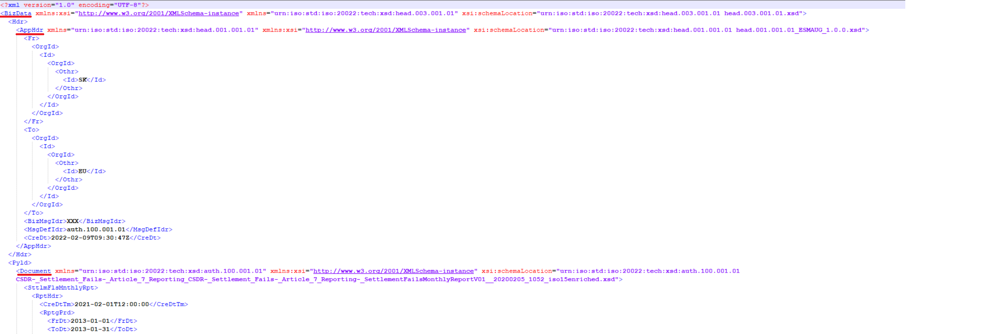 <?xml version="1.0" encoding="UTF-8"?>
<BizData xmlns:xsi="http://www.w3.org/2001/XMLSchema-instance" xmlns="urn:iso:std:iso:20022:tech:xsd:head.003.001.01" xsi:schemaLocation="urn:iso:std:iso:20022:tech:xsd:head.003.001.01 head.003.001.01.xsd">
<Hdr>
<AppHdr xmlns="urn:iso:std:iso:20022:tech:xsd:head.001.001.01" xmlns:xsi="http://www.w3.org/2001/XMLSchema-instance" xsi:schemaLocation="urn:iso:std:iso:20022:tech:xsd:head.001.001.01 head.001.001.01_ESMAUG_1.0.0.xsd">
<Fr>
<OrgId>
<Id>
<OrgId>
<Othr>
<Id>SK</Id>
</Othr>
</OrgId>
</Id>
</OrgId>
</Fr>
<To>
<OrgId>
<Id>
<OrgId>
<Othr>
<Id>EU</Id>
</Othr>
</OrgId>
</Id>
</OrgId>
</To>
<BizMsgIdr>XXX</BizMsgIdr>
<MsgDefIdr>auth.100.001.01</MsgDefIdr>
<CreDt>2022-02-09T09:30:47Z</CreDt>
</AppHdr>
</Hdr>
<Pyld>
<Document xmlns="urn:iso:std:iso:20022:tech:xsd:auth.100.001.01" xmlns:xsi="http://www.w3.org/2001/XMLSchema-instance" xsi:schemaLocation="urn:iso:std:iso:20022:tech:xsd:auth.100.001.01
CSDR-_Settlement_Fails-_Article_7_Reporting_CSDR-_Settlement_Fails-_Article_7_Reporting-_SettlementFailsMonthlyReportV01__20200205_1052_iso15enriched.xsd">
<SttlmFlsMnthlyRpt>
<RptHdr>
<CreDtTm>2021-02-01T12:00:00</CreDtTm>
<RptgPrd>
<FrDt>2013-01-01</FrDt>
<ToDt>2013-01-31</ToDt>